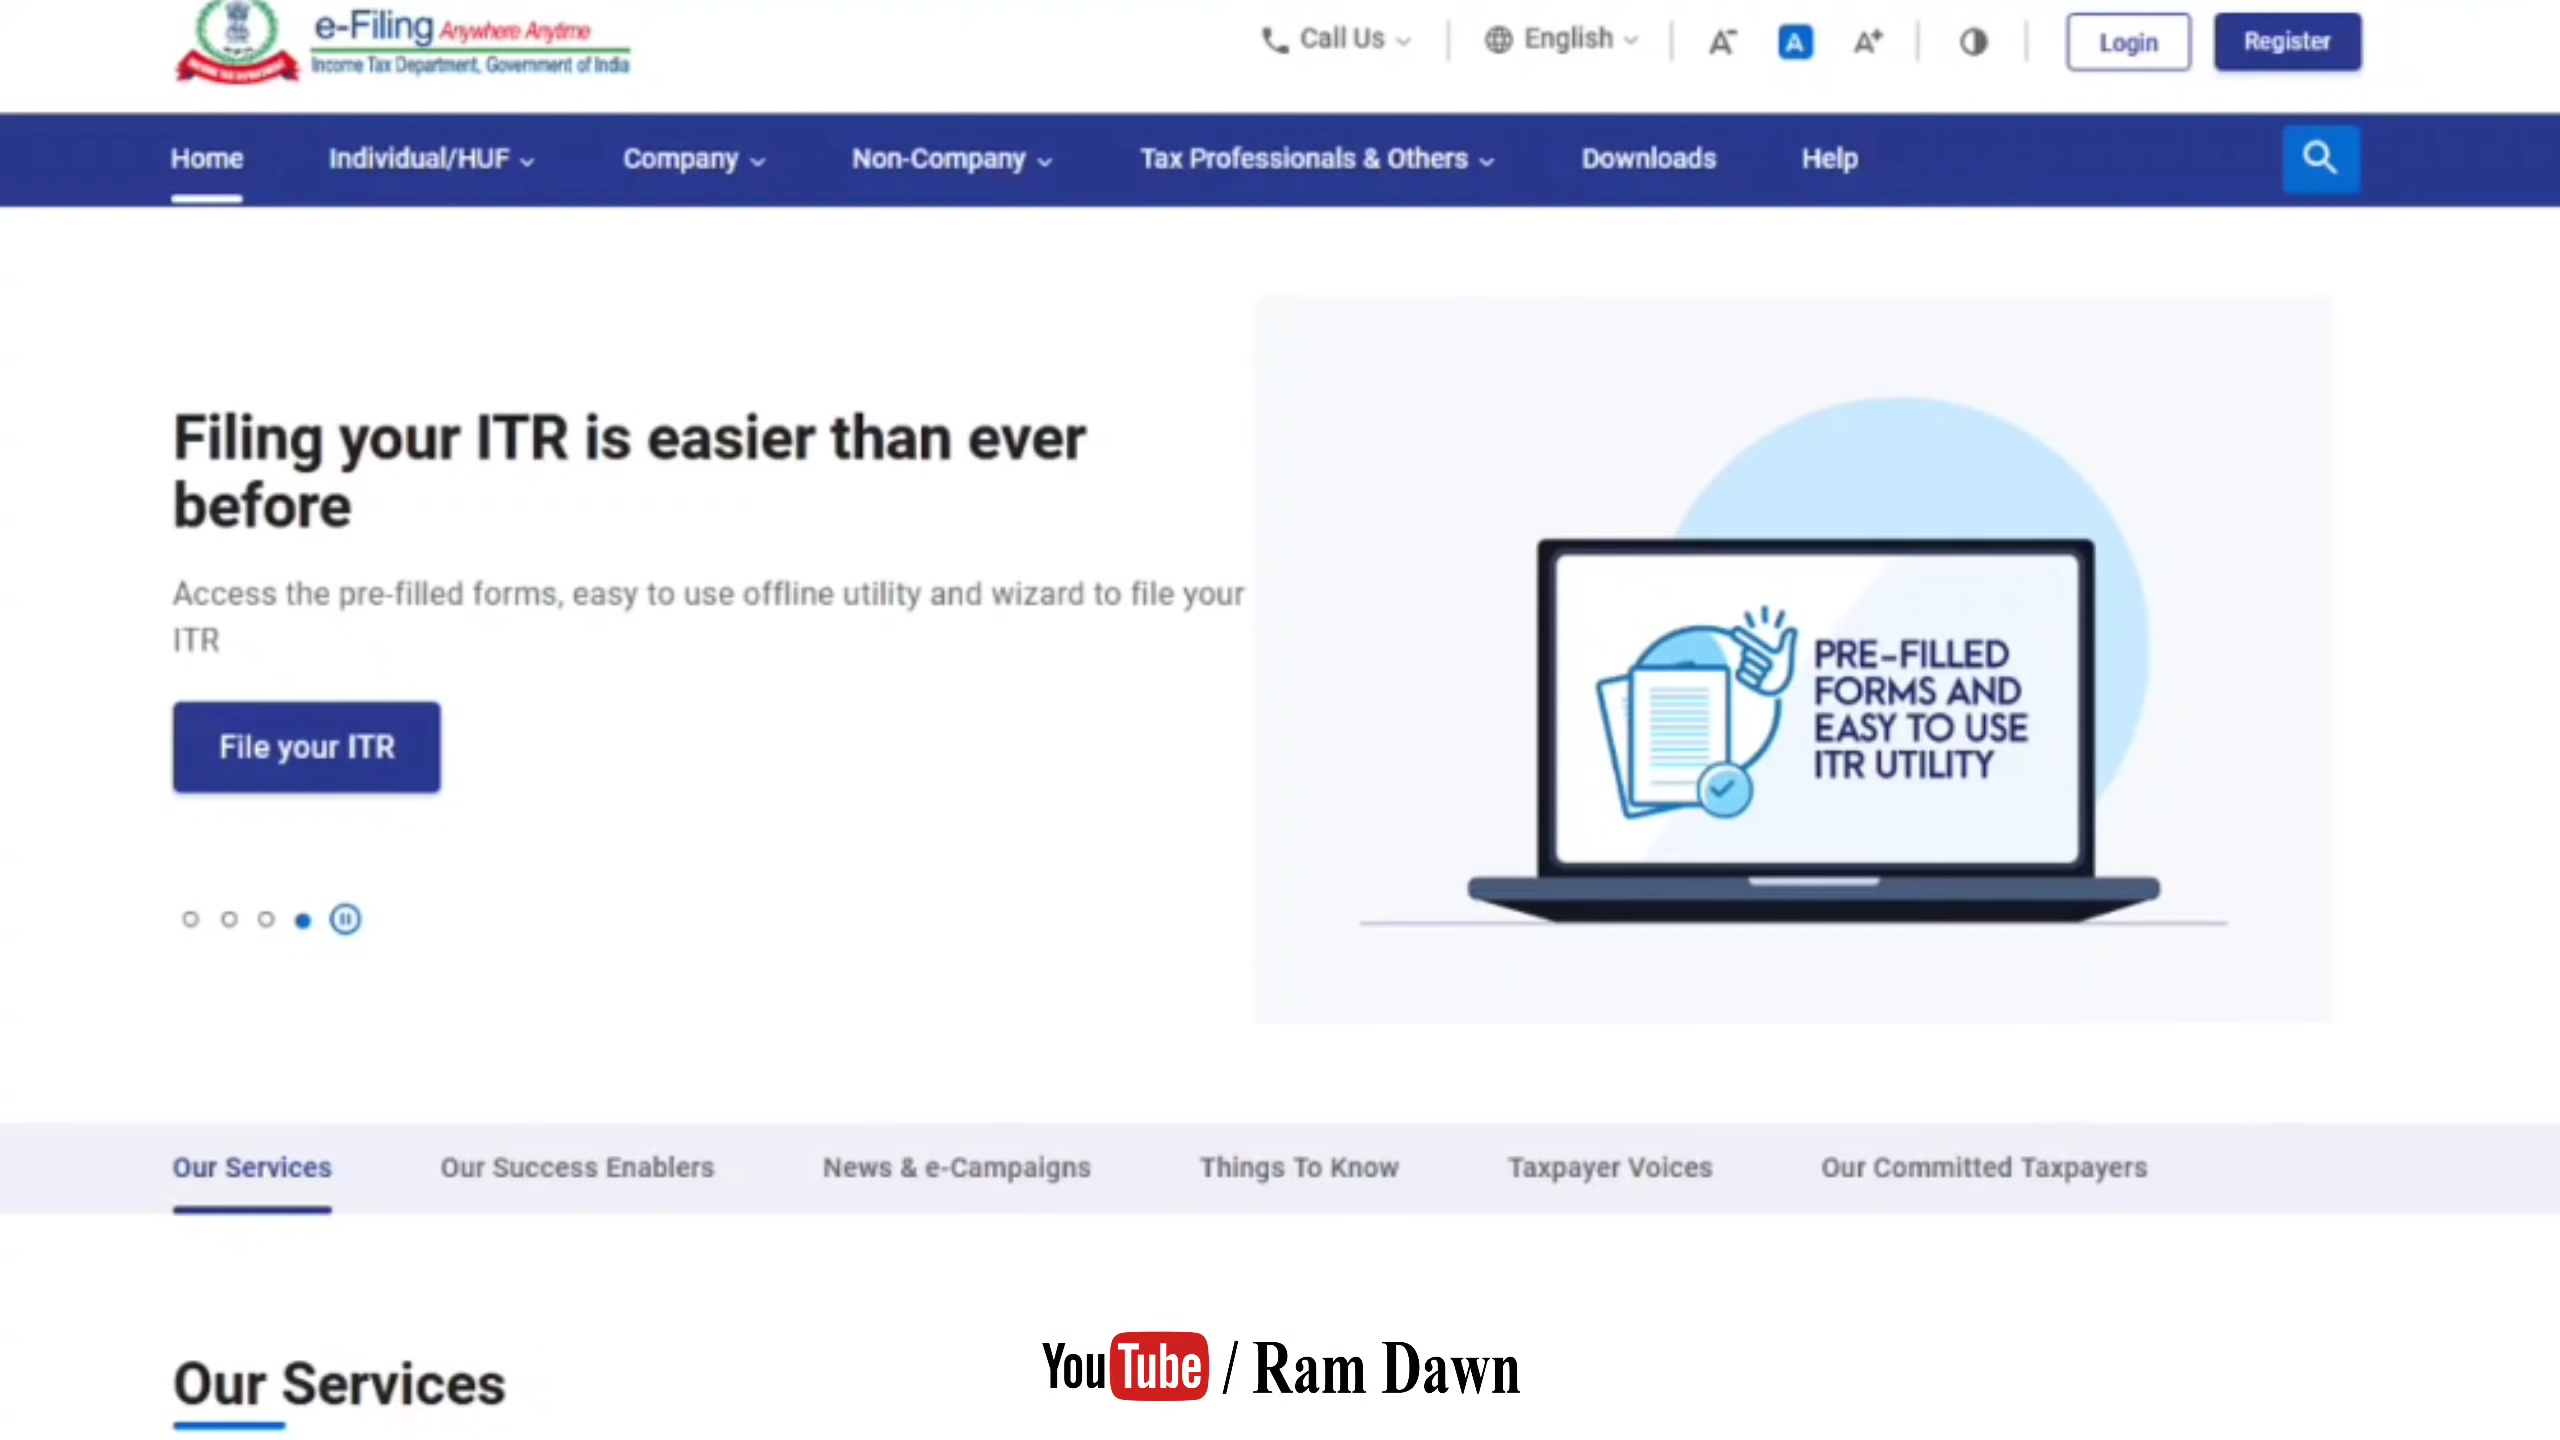 e-Filing Anywhere Anytime
Income Tax Department, Government of India
Call Us
English
A-
A
A+
Login
Register
Home
Individual/HUF
Company
Non-Company
Tax Professionals & Others
Downloads
Help
Filing your ITR is easier than ever
before
Access the pre-filled forms, easy to use offline utility and wizard to file your
ITR
File your ITR
PRE-FILLED
FORMS AND
EASY TO USE
ITR UTILITY
Our Services
Our Success Enablers
News & e-Campaigns
Things To Know
Taxpayer Voices
Our Committed Taxpayers
Our Services
YouTube / Ram Dawn